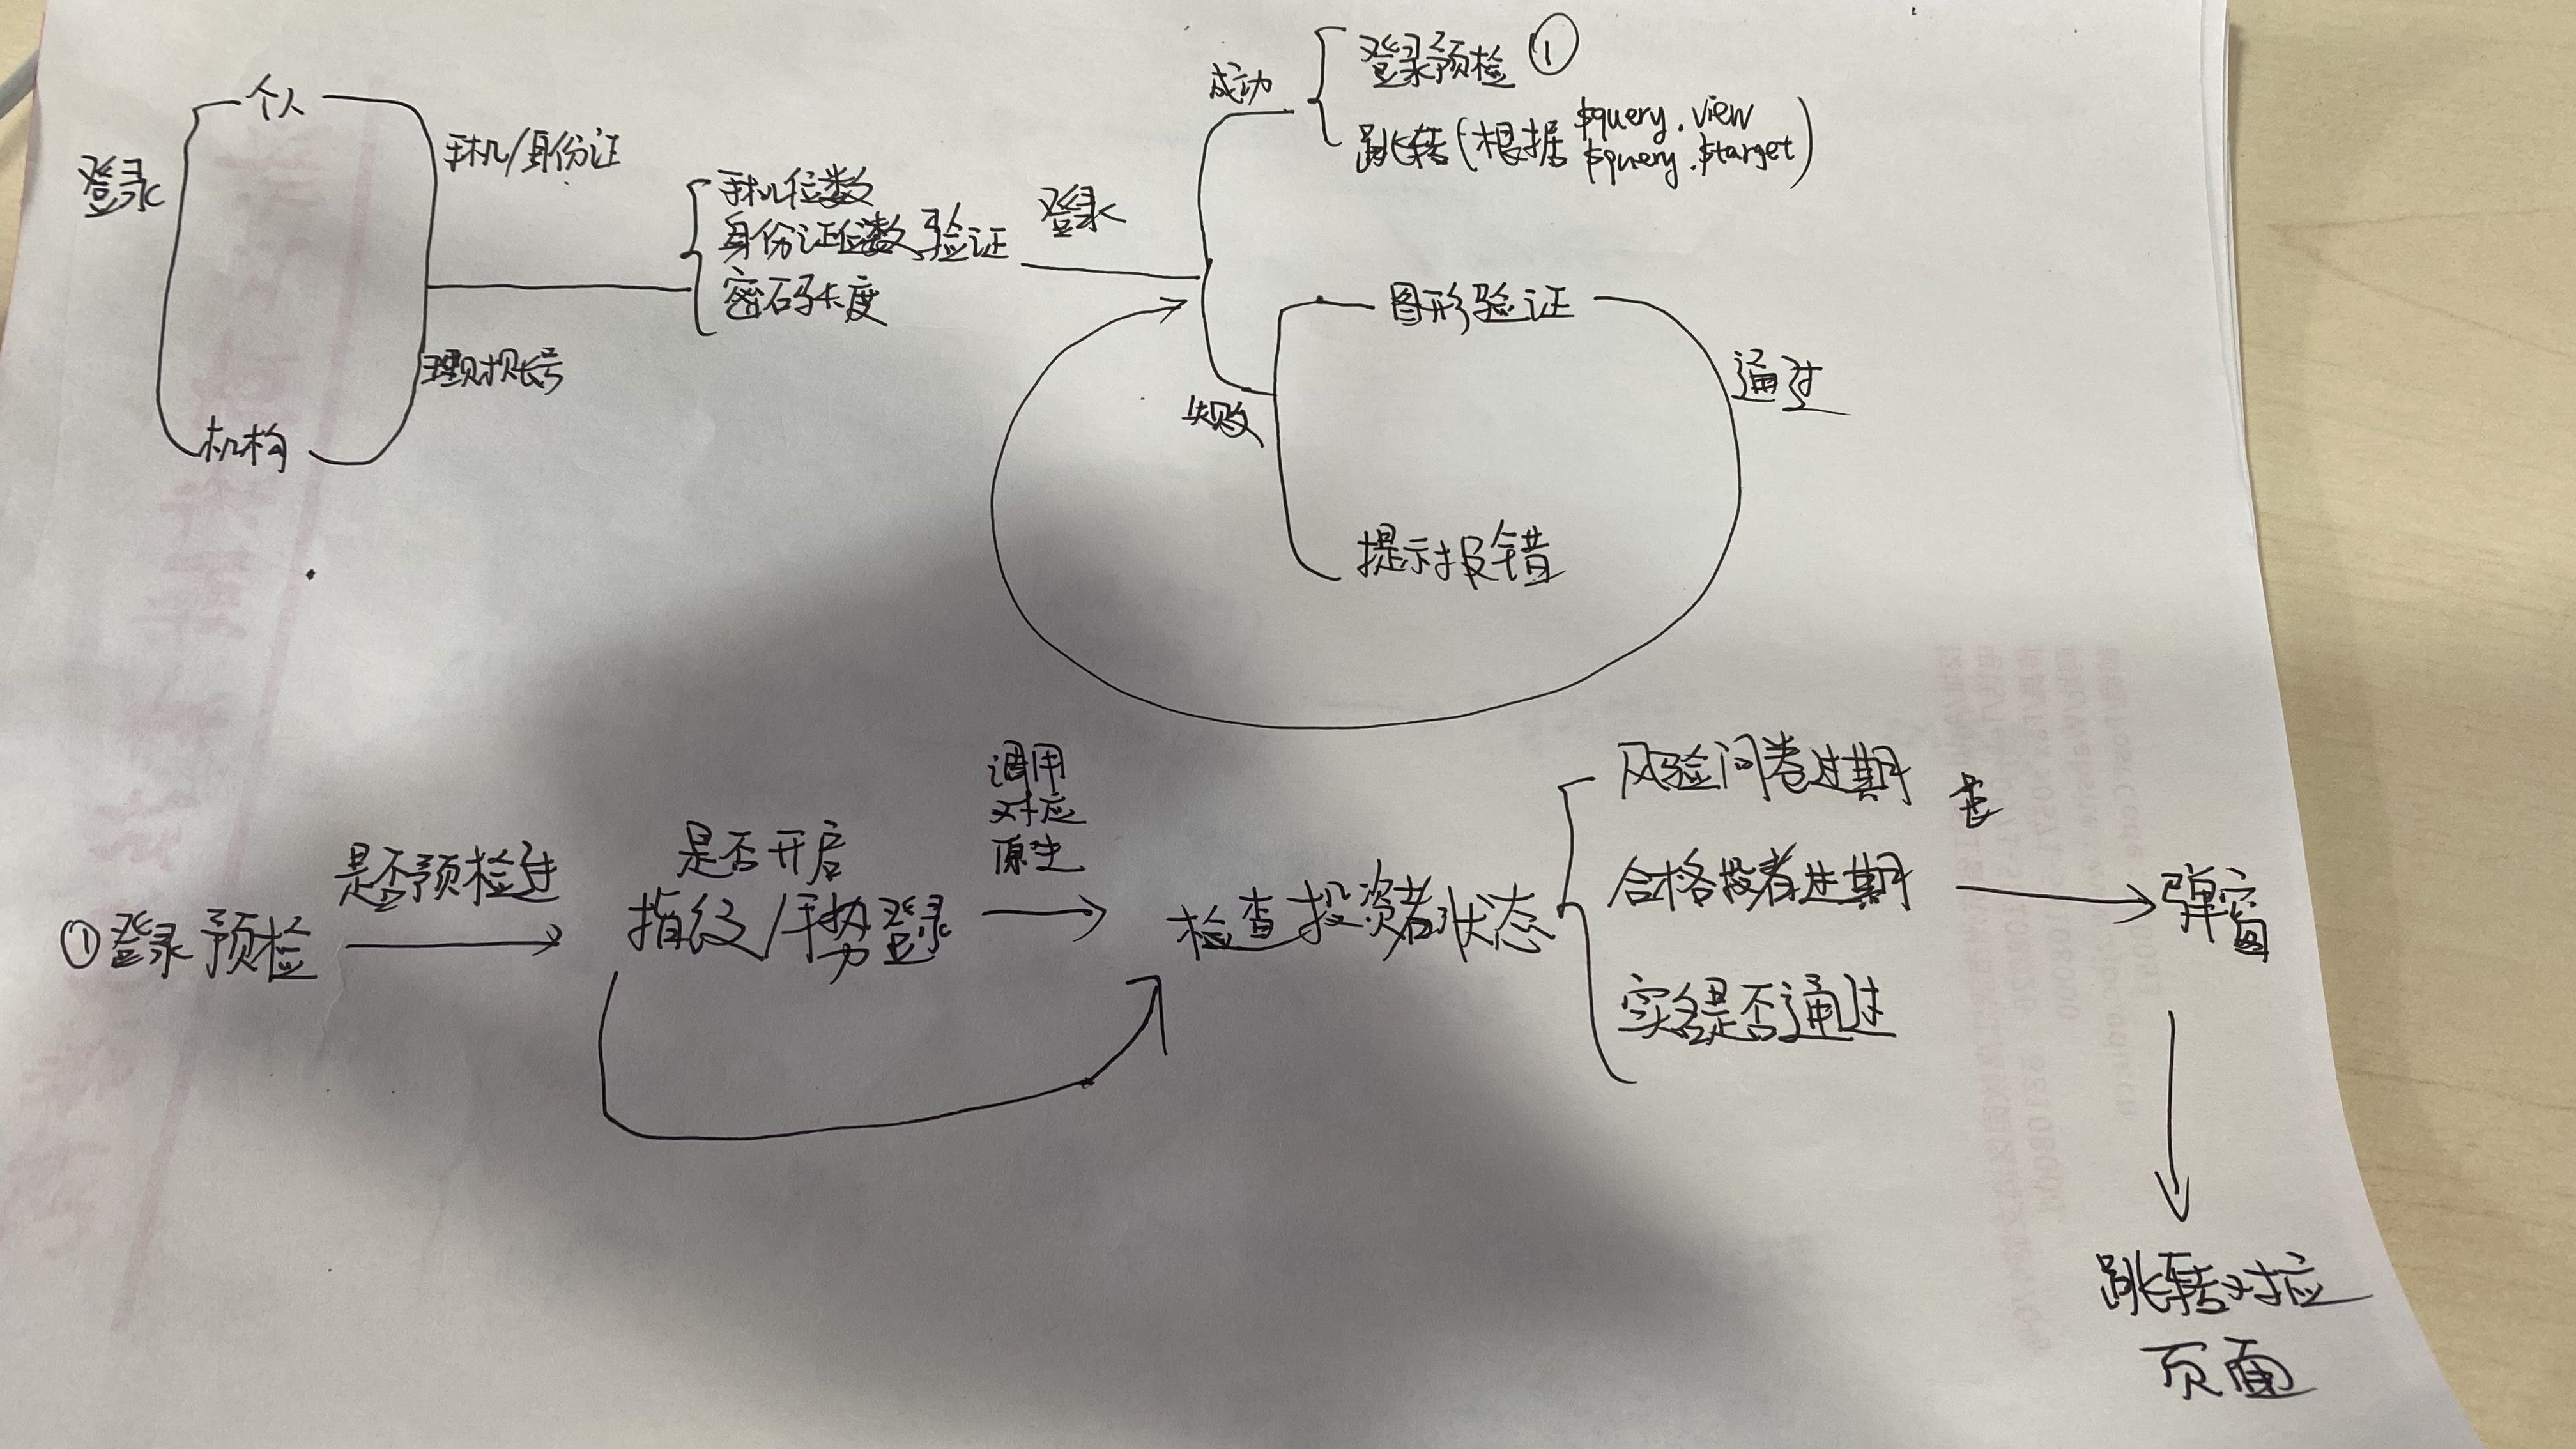 登录
个人
手机/身份证
理财账号
机构
手机位数
身份证位数验证
密码长度
登录
成功
登录预检 ①
跳转(根据 $query.view
$query.$target)
失败
图形验证
通过
提示报错
①登录预检
是否预检过
是否开启
指纹/手势登录
调用
对应
原生
检查投资者状态
风险问卷过期
合格投者过期
实名是否通过
弹窗
跳转对应
页面